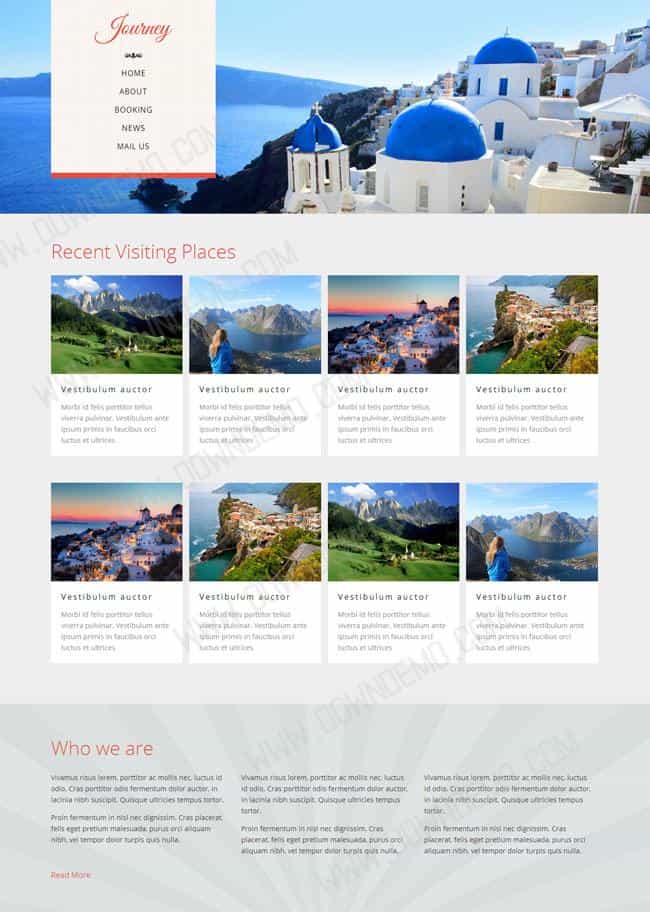 Journey
HOME
ABOUT
BOOKING
NEWS
MAIL US
Recent Visiting Places
Vestibulum auctor
Morbi id felis porttitor tellus
viverra pulvinar. Vestibulum ante
ipsum primis in faucibus orci
luctus et ultrices
Vestibulum auctor
Morbi id felis porttitor tellus
viverra pulvinar. Vestibulum ante
ipsum primis in faucibus orci
luctus et ultrices
Vestibulum auctor
Morbi id felis porttitor tellus
viverra pulvinar. Vestibulum ante
ipsum primis in faucibus orci
luctus et ultrices
Vestibulum auctor
Morbi id felis porttitor tellus
viverra pulvinar. Vestibulum ante
ipsum primis in faucibus orci
luctus et ultrices
Vestibulum auctor
Morbi id felis porttitor tellus
viverra pulvinar. Vestibulum ante
ipsum primis in faucibus orci
luctus et ultrices
Vestibulum auctor
Morbi id felis porttitor tellus
viverra pulvinar. Vestibulum ante
ipsum primis in faucibus orci
luctus et ultrices
Vestibulum auctor
Morbi id felis porttitor tellus
viverra pulvinar. Vestibulum ante
ipsum primis in faucibus orci
luctus et ultrices
Vestibulum auctor
Morbi id felis porttitor tellus
viverra pulvinar. Vestibulum ante
ipsum primis in faucibus orci
luctus et ultrices
Who we are
Vivamus risus lorem, porttitor ac mollis nec, luctus id
odio. Cras porttitor odis fermentum dolor auctor, in
lacinia nibh suscipit. Quisque ultricies tempus tortor.
Proin fermentum in nisl nec dignissim. Cras placerat,
felis eget pretium malesuada, purus orci aliquam
nibh, vel tempor dolor turpis quis nulla.
Read More
Vivamus risus lorem, porttitor ac mollis nec, luctus
id odio. Cras porttitor odis fermentum dolor auctor,
in lacinia nibh suscipit. Quisque ultricies tempus
tortor.
Proin fermentum in nisl nec dignissim. Cras
placerat, felis eget pretium malesuada, purus orci
aliquam nibh, vel tempor dolor turpis quis nulla.
Vivamus risus lorem, porttitor ac mollis nec, luctus
id odio. Cras porttitor odis fermentum dolor auctor,
in lacinia nibh suscipit. Quisque ultricies tempus
tortor.
Proin fermentum in nisl nec dignissim. Cras
placerat, felis eget pretium malesuada, purus orci
aliquam nibh, vel tempor dolor turpis quis nulla.
WWW.DOWNDEMO.COM